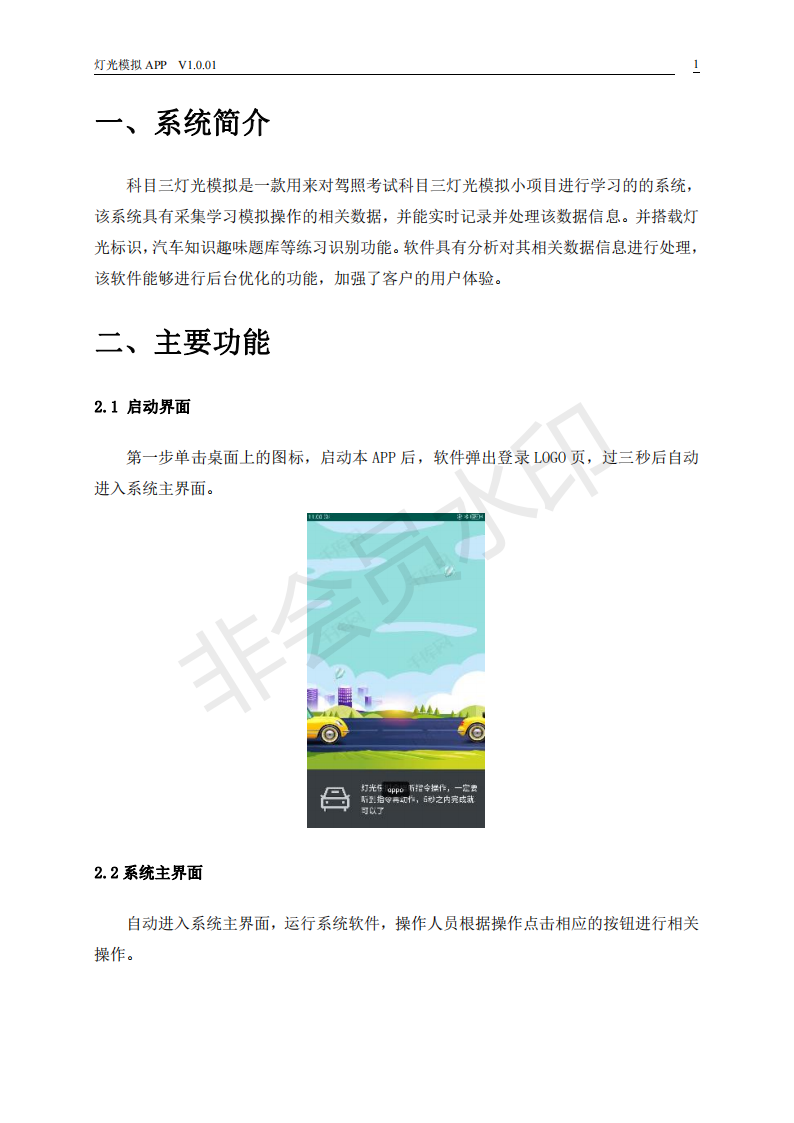 灯光模拟 APP V1.0.01
1
一、系统简介
科目三灯光模拟是一款用来对驾照考试科目三灯光模拟小项目进行学习的的系统，
该系统具有采集学习模拟操作的相关数据，并能实时记录并处理该数据信息。并搭载灯
光标识，汽车知识趣味题库等练习识别功能。软件具有分析对其相关数据信息进行处理，
该软件能够进行后台优化的功能，加强了客户的用户体验。
二、主要功能
2.1 启动界面
第一步单击桌面上的图标，启动本 APP 后，软件弹出登录 LOGO 页，过三秒后自动
进入系统主界面。
非会员水印
11:00
千库网
灯光 听指令操作，一定要
appo
听到指令再动作，5秒之内完成就
可以了
2.2系统主界面
自动进入系统主界面，运行系统软件，操作人员根据操作点击相应的按钮进行相关
操作。